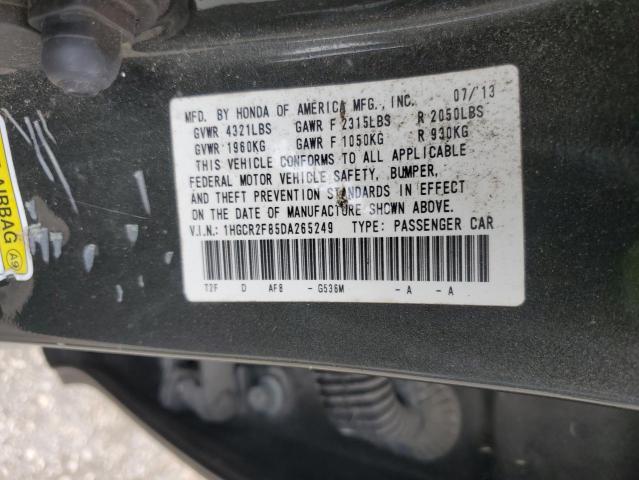 MFD. BY HONDA OF AMERICA MFG., INC. 07/'13
GVWR 4321LBS GAWR F 2315LBS R 2050LBS
GVWR 1960KG GAWR F 1050KG R 930KG
THIS VEHICLE CONFORMS TO ALL APPLICABLE
FEDERAL MOTOR VEHICLE SAFETY, BUMPER,
AND THEFT PREVENTION STANDARDS IN EFFECT
ON THE DATE OF MANUFACTURE SHOWN ABOVE.
V.I.N.: 1HGCR2F85DA265249 TYPE: PASSENGER CAR
T2F D AF8 - G536M - A - A
AIRBAG A9